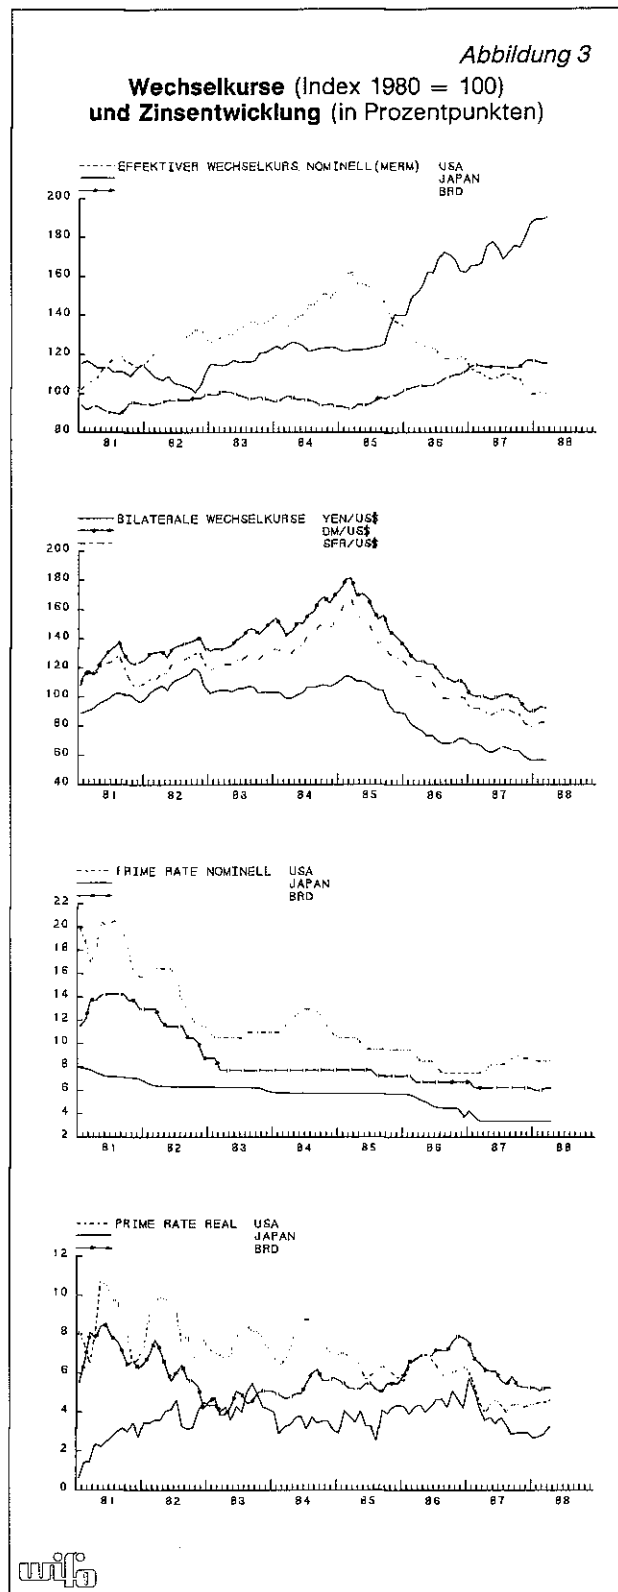 Abbildung 3
Wechselkurse (Index 1980 = 100)
und Zinsentwicklung (in Prozentpunkten)
EFFEKTIVER WECHSELKURS NOMINELL(MERM) USA
JAPAN
BRD
200
180
160
140
120
100
80
81 82 83 84 85 86 87 88
BILATERALE WECHSELKURSE YEN/US$
DM/US$
SFR/US$
200
180
160
140
120
100
80
60
40
81 82 83 84 85 86 87 88
PRIME RATE NOMINELL USA
JAPAN
BRD
22
20
18
16
14
12
10
8
6
4
2
81 82 83 84 85 86 87 88
PRIME RATE REAL USA
JAPAN
BRD
12
10
8
6
4
2
0
81 82 83 84 85 86 87 88
wifo